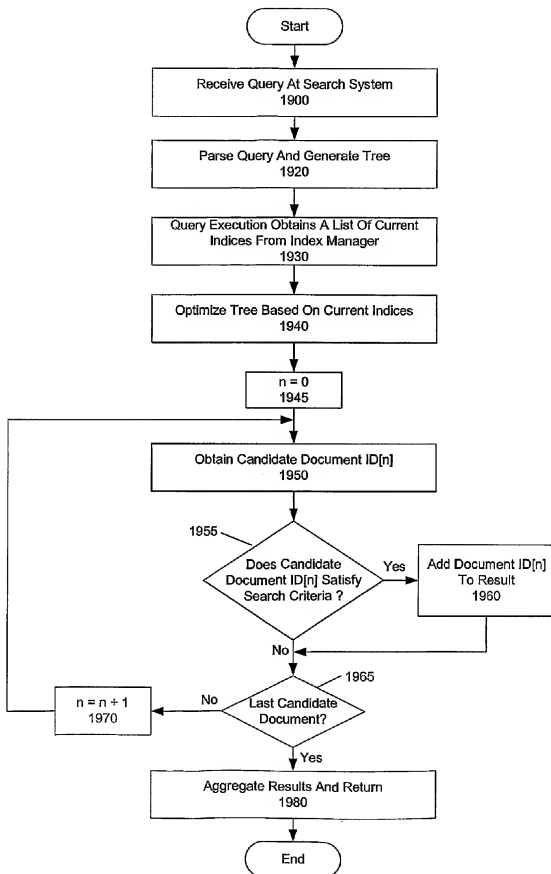 Start
Receive Query At Search System
1900
Parse Query And Generate Tree
1920
Query Execution Obtains A List Of Current
Indices From Index Manager
1930
Optimize Tree Based On Current Indices
1940
n = 0
1945
Obtain Candidate Document ID[n]
1950
1955
Does Candidate
Document ID[n] Satisfy
Search Criteria ?
Yes
Add Document ID[n]
To Result
1960
No
1965
Last Candidate
Document?
No
n = n + 1
1970
Yes
Aggregate Results And Return
1980
End